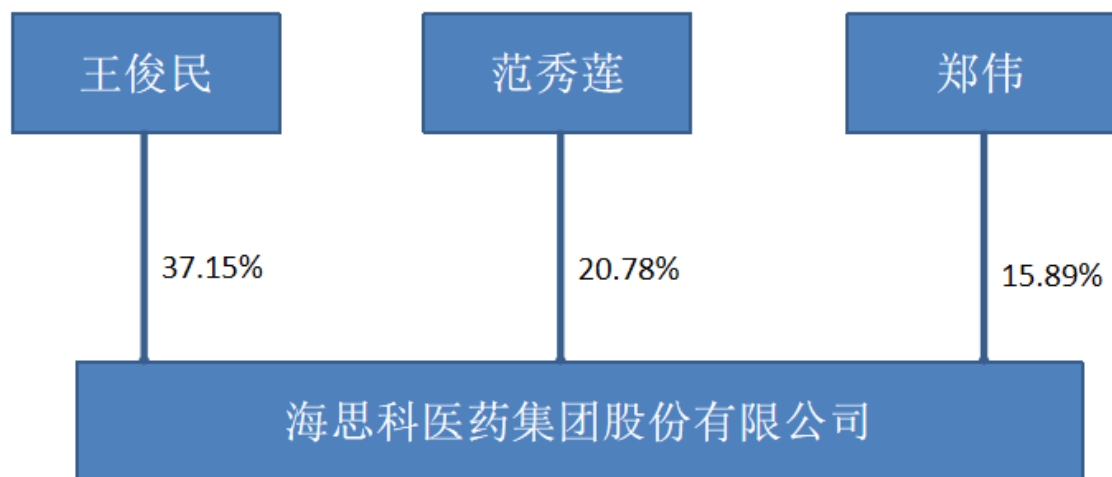 王俊民
范秀莲
郑伟
37.15%
20.78%
15.89%
海思科医药集团股份有限公司